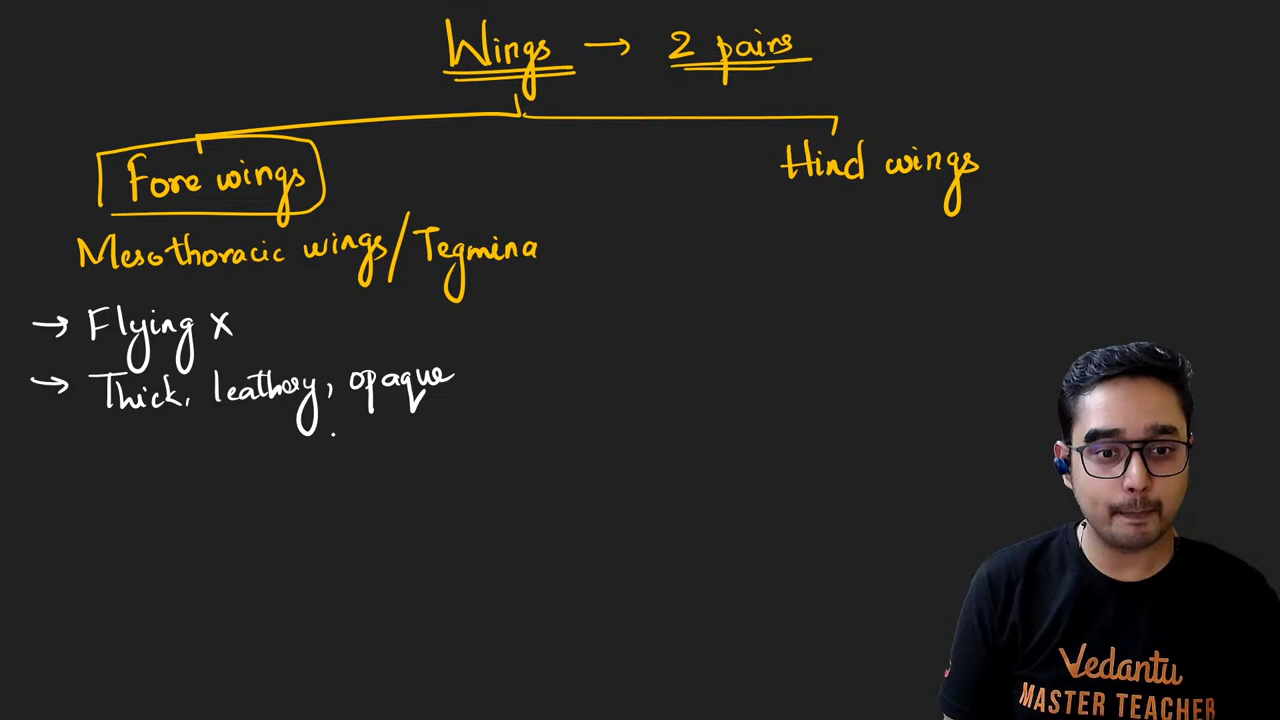 Wings → 2 pairs
Fore wings
Hind wings
Mesothoracic wings/Tegmina
→ Flying x
→ Thick, leathery, opaque
Vedantu
MASTER TEACHER